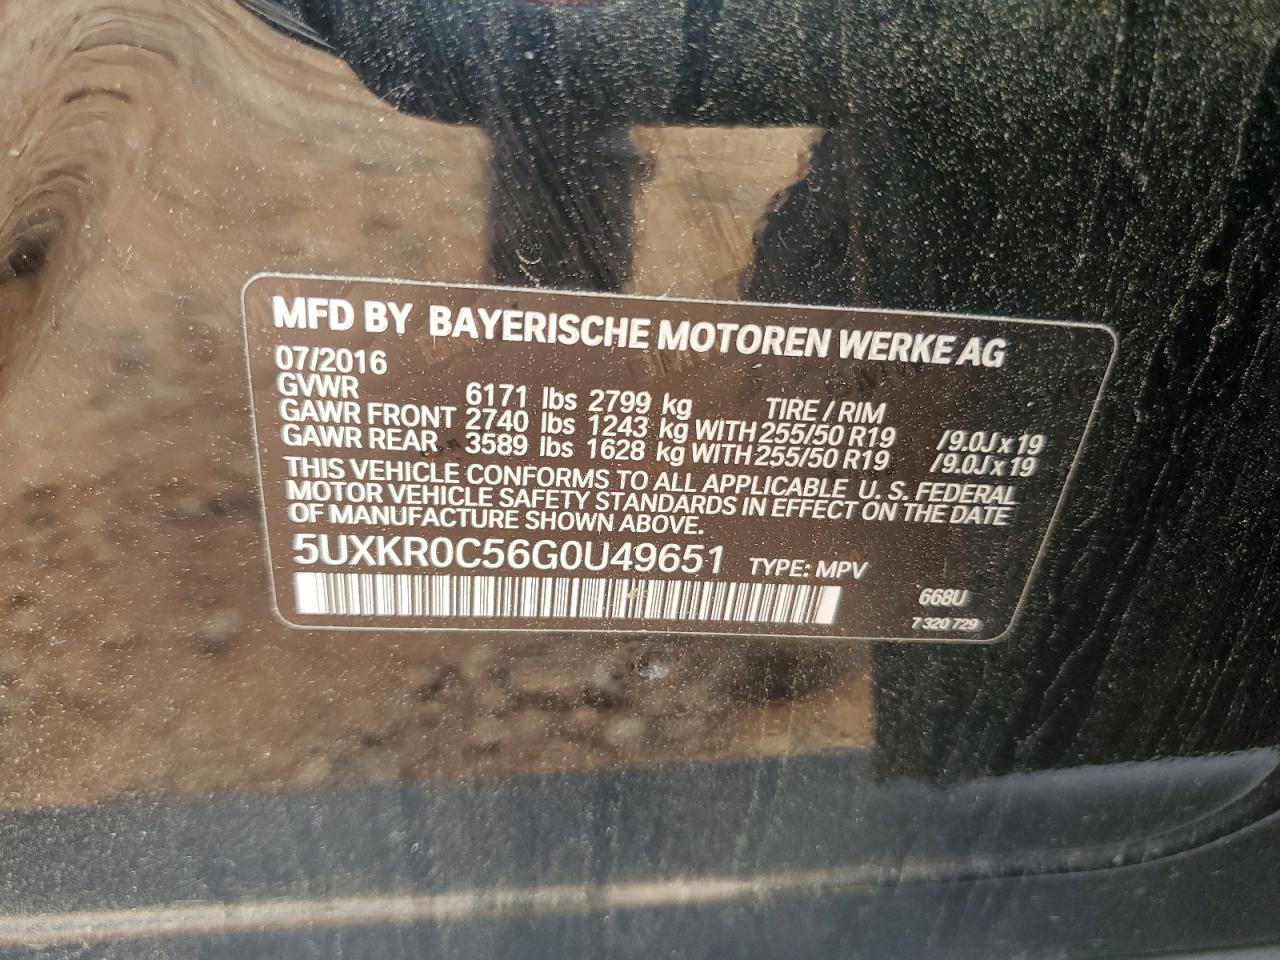 MFD BY BAYERISCHE MOTOREN WERKE AG
07/2016
GVWR 6171 lbs 2799 kg TIRE / RIM
GAWR FRONT 2740 lbs 1243 kg WITH 255/50 R19 /9.0J x 19
GAWR REAR 3589 lbs 1628 kg WITH 255/50 R19 /9.0J x 19
THIS VEHICLE CONFORMS TO ALL APPLICABLE U. S. FEDERAL
MOTOR VEHICLE SAFETY STANDARDS IN EFFECT ON THE DATE
OF MANUFACTURE SHOWN ABOVE.
5UXKR0C56G0U49651 TYPE: MPV
668U
7 320 729